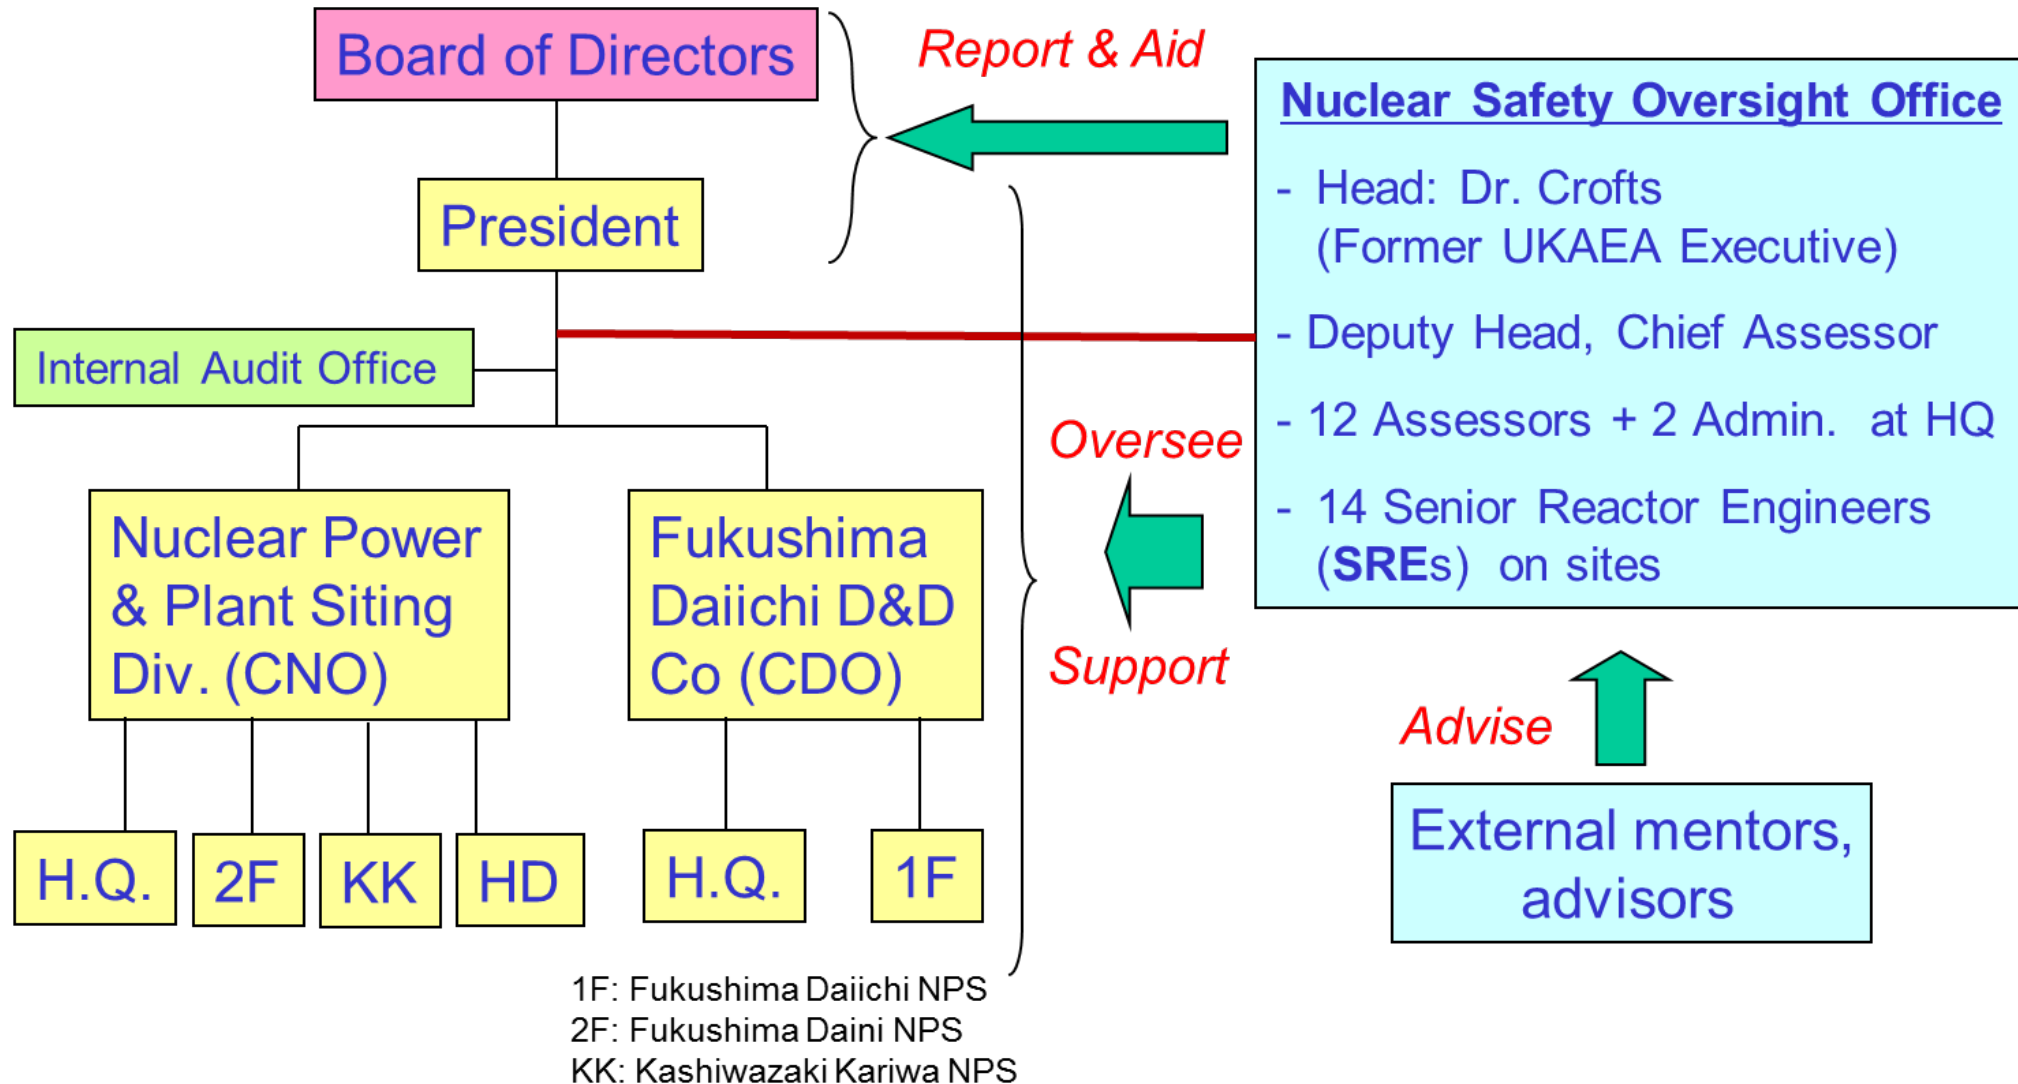 Board of Directors
Report & Aid
President
Internal Audit Office
Nuclear Safety Oversight Office
- Head: Dr. Crofts
(Former UKAEA Executive)
- Deputy Head, Chief Assessor
- 12 Assessors + 2 Admin. at HQ
- 14 Senior Reactor Engineers
(SREs) on sites
Oversee
Support
Nuclear Power
& Plant Siting
Div. (CNO)
Fukushima
Daiichi D&D
Co (CDO)
Advise
External mentors,
advisors
H.Q.
2F
KK
HD
H.Q.
1F
1F: Fukushima Daiichi NPS
2F: Fukushima Daini NPS
KK: Kashiwazaki Kariwa NPS